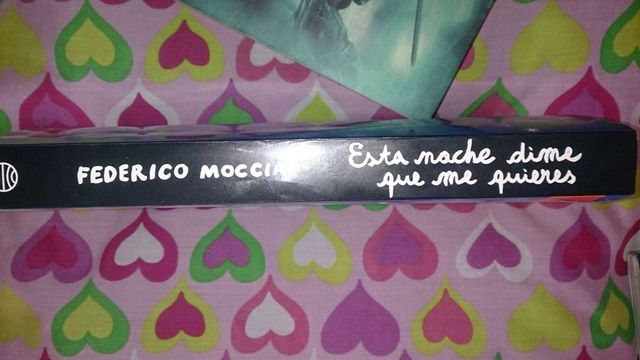 FEDERICO MOCCIA
Esta noche dime
que me quieres